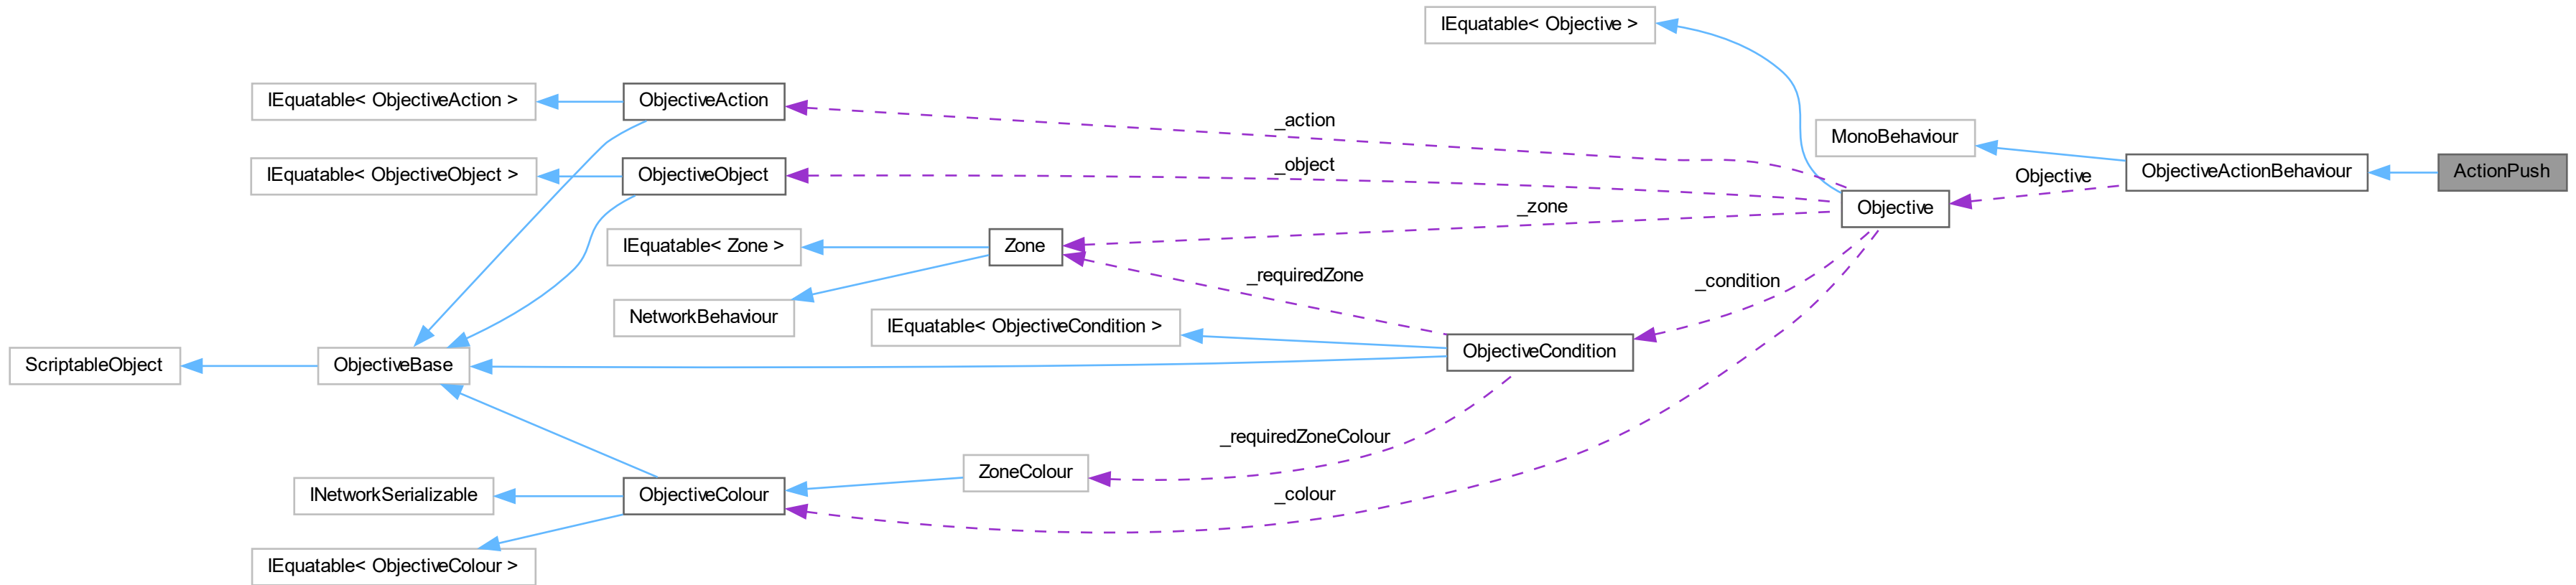 IEquatable< Objective >
IEquatable< ObjectiveAction >
ObjectiveAction
_action
MonoBehaviour
IEquatable< ObjectiveObject >
ObjectiveObject
_object
Objective
ObjectiveActionBehaviour
ActionPush
_zone
Objective
IEquatable< Zone >
Zone
_requiredZone
_condition
NetworkBehaviour
IEquatable< ObjectiveCondition >
ObjectiveCondition
ScriptableObject
ObjectiveBase
_requiredZoneColour
ZoneColour
INetworkSerializable
ObjectiveColour
_colour
IEquatable< ObjectiveColour >